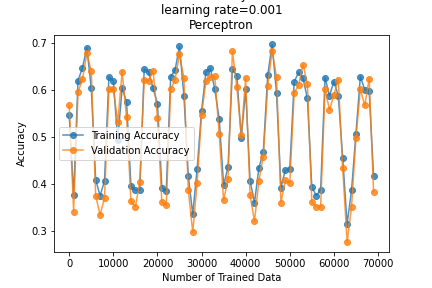 learning rate=0.001
Perceptron
0.7
0.6
0.5
0.4
0.3
Accuracy
Training Accuracy
Validation Accuracy
0 10000 20000 30000 40000 50000 60000 70000
Number of Trained Data